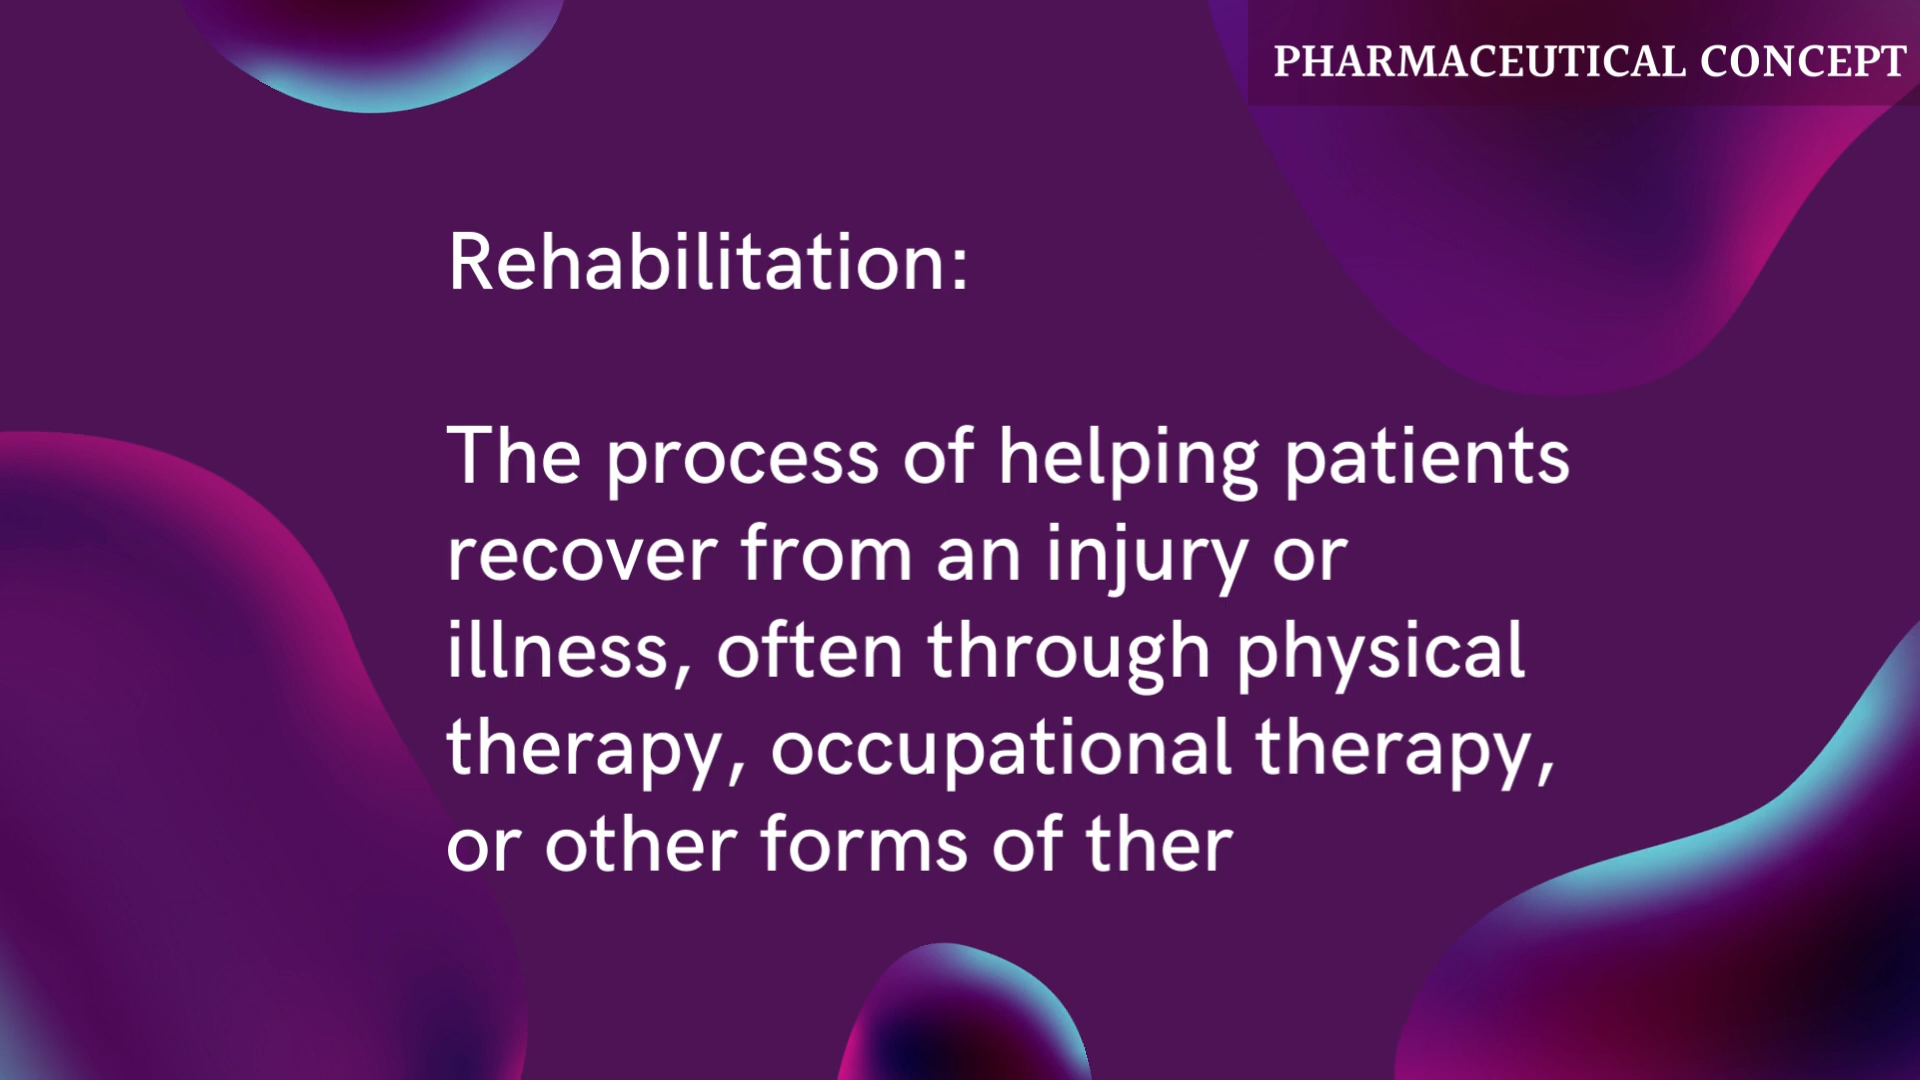 PHARMACEUTICAL CONCEPT
Rehabilitation:
The process of helping patients
recover from an injury or
illness, often through physical
therapy, occupational therapy,
or other forms of ther